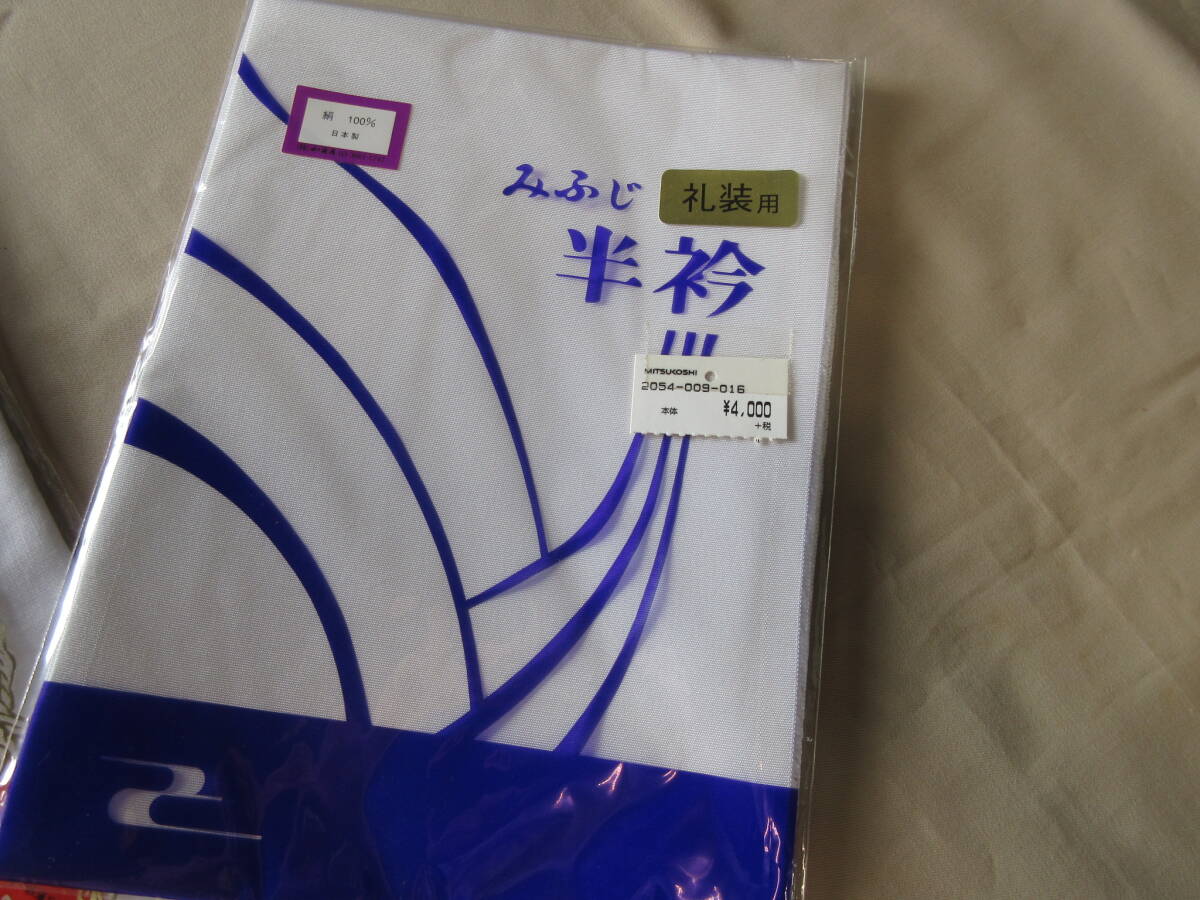 絹 100%
日本製
みふじ
礼装用
半衿
MITSUKOSHI
2054-009-016
本体 ¥4,000
+税